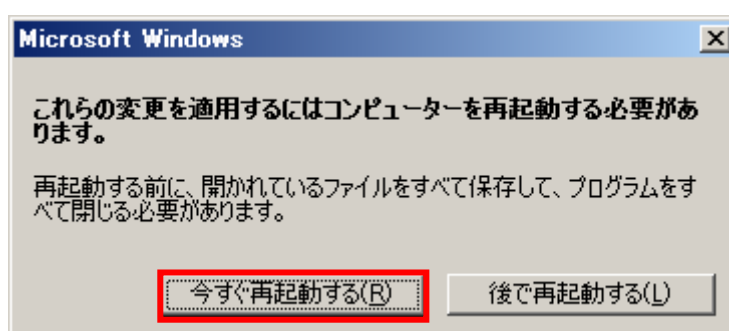 Microsoft Windows
これらの変更を適用するにはコンピューターを再起動する必要があ
ります。
再起動する前に、開かれているファイルをすべて保存して、プログラムをす
べて閉じる必要があります。
今すぐ再起動する(R)
後で再起動する(L)